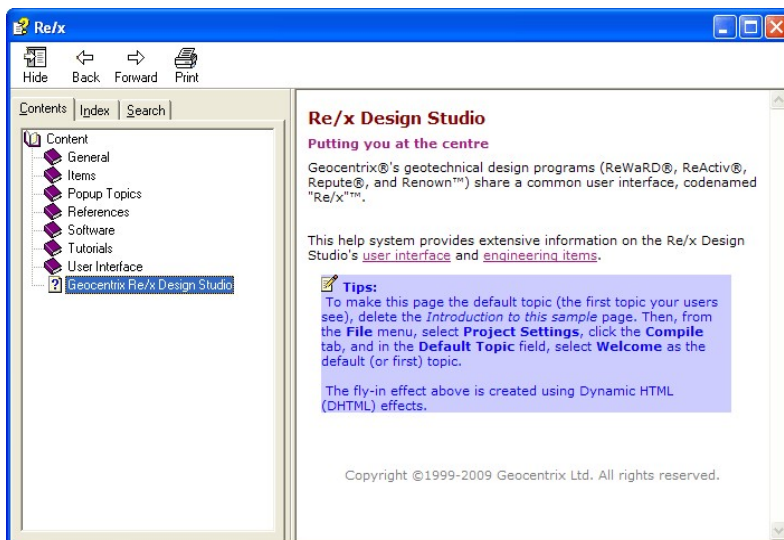 Re/x
Hide Back Forward Print
Contents Index Search
Content
General
Items
Popup Topics
References
Software
Tutorials
User Interface
Geocentrix Re/x Design Studio
Re/x Design Studio
Putting you at the centre
Geocentrix®'s geotechnical design programs (ReWaRD®, ReActiv®,
Repute®, and Renown™) share a common user interface, codenamed
"Re/x"™.
This help system provides extensive information on the Re/x Design
Studio's user interface and engineering items.
Tips:
To make this page the default topic (the first topic your users
see), delete the Introduction to this sample page. Then, from
the File menu, select Project Settings, click the Compile
tab, and in the Default Topic field, select Welcome as the
default (or first) topic.
The fly-in effect above is created using Dynamic HTML
(DHTML) effects.
Copyright ©1999-2009 Geocentrix Ltd. All rights reserved.